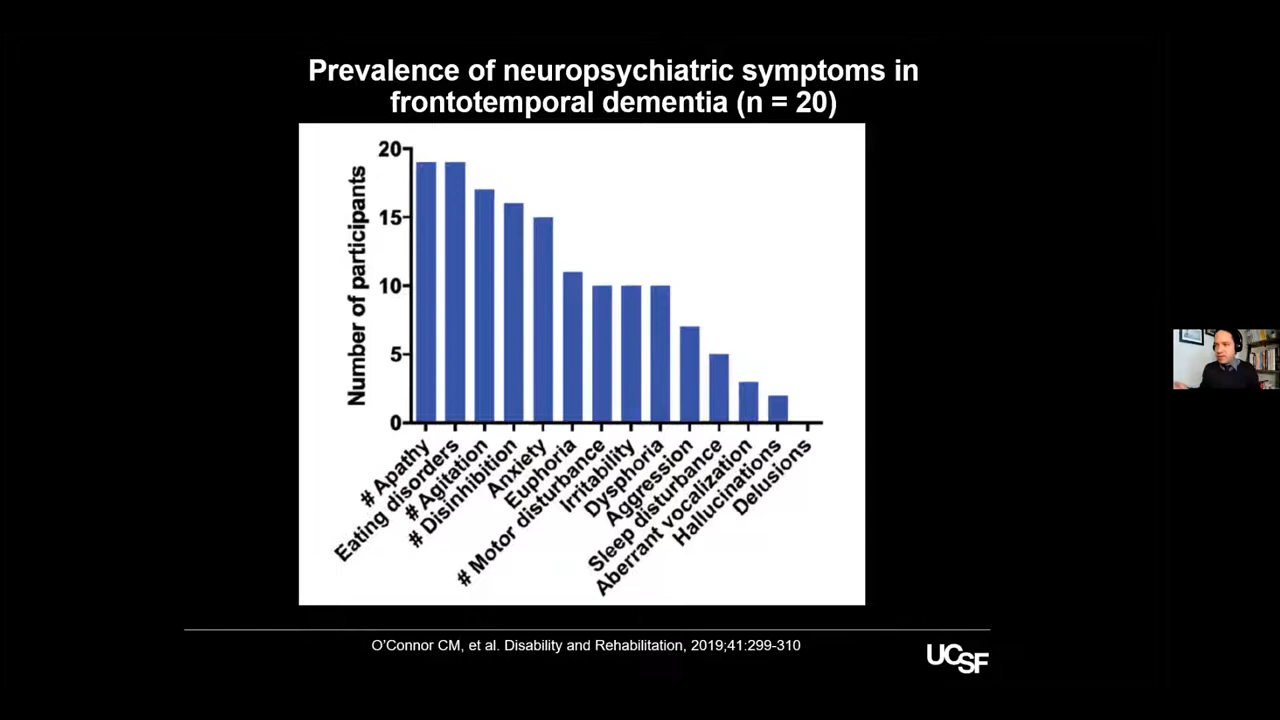 Prevalence of neuropsychiatric symptoms in
frontotemporal dementia (n = 20)
Number of participants
20
15
10
5
0
# Apathy
Eating disorders
# Agitation
# Disinhibition
Anxiety
Euphoria
# Motor disturbance
Irritability
Dysphoria
Aggression
Sleep disturbance
Aberrant vocalization
Hallucinations
Delusions
O'Connor CM, et al. Disability and Rehabilitation, 2019;41:299-310
UCSF